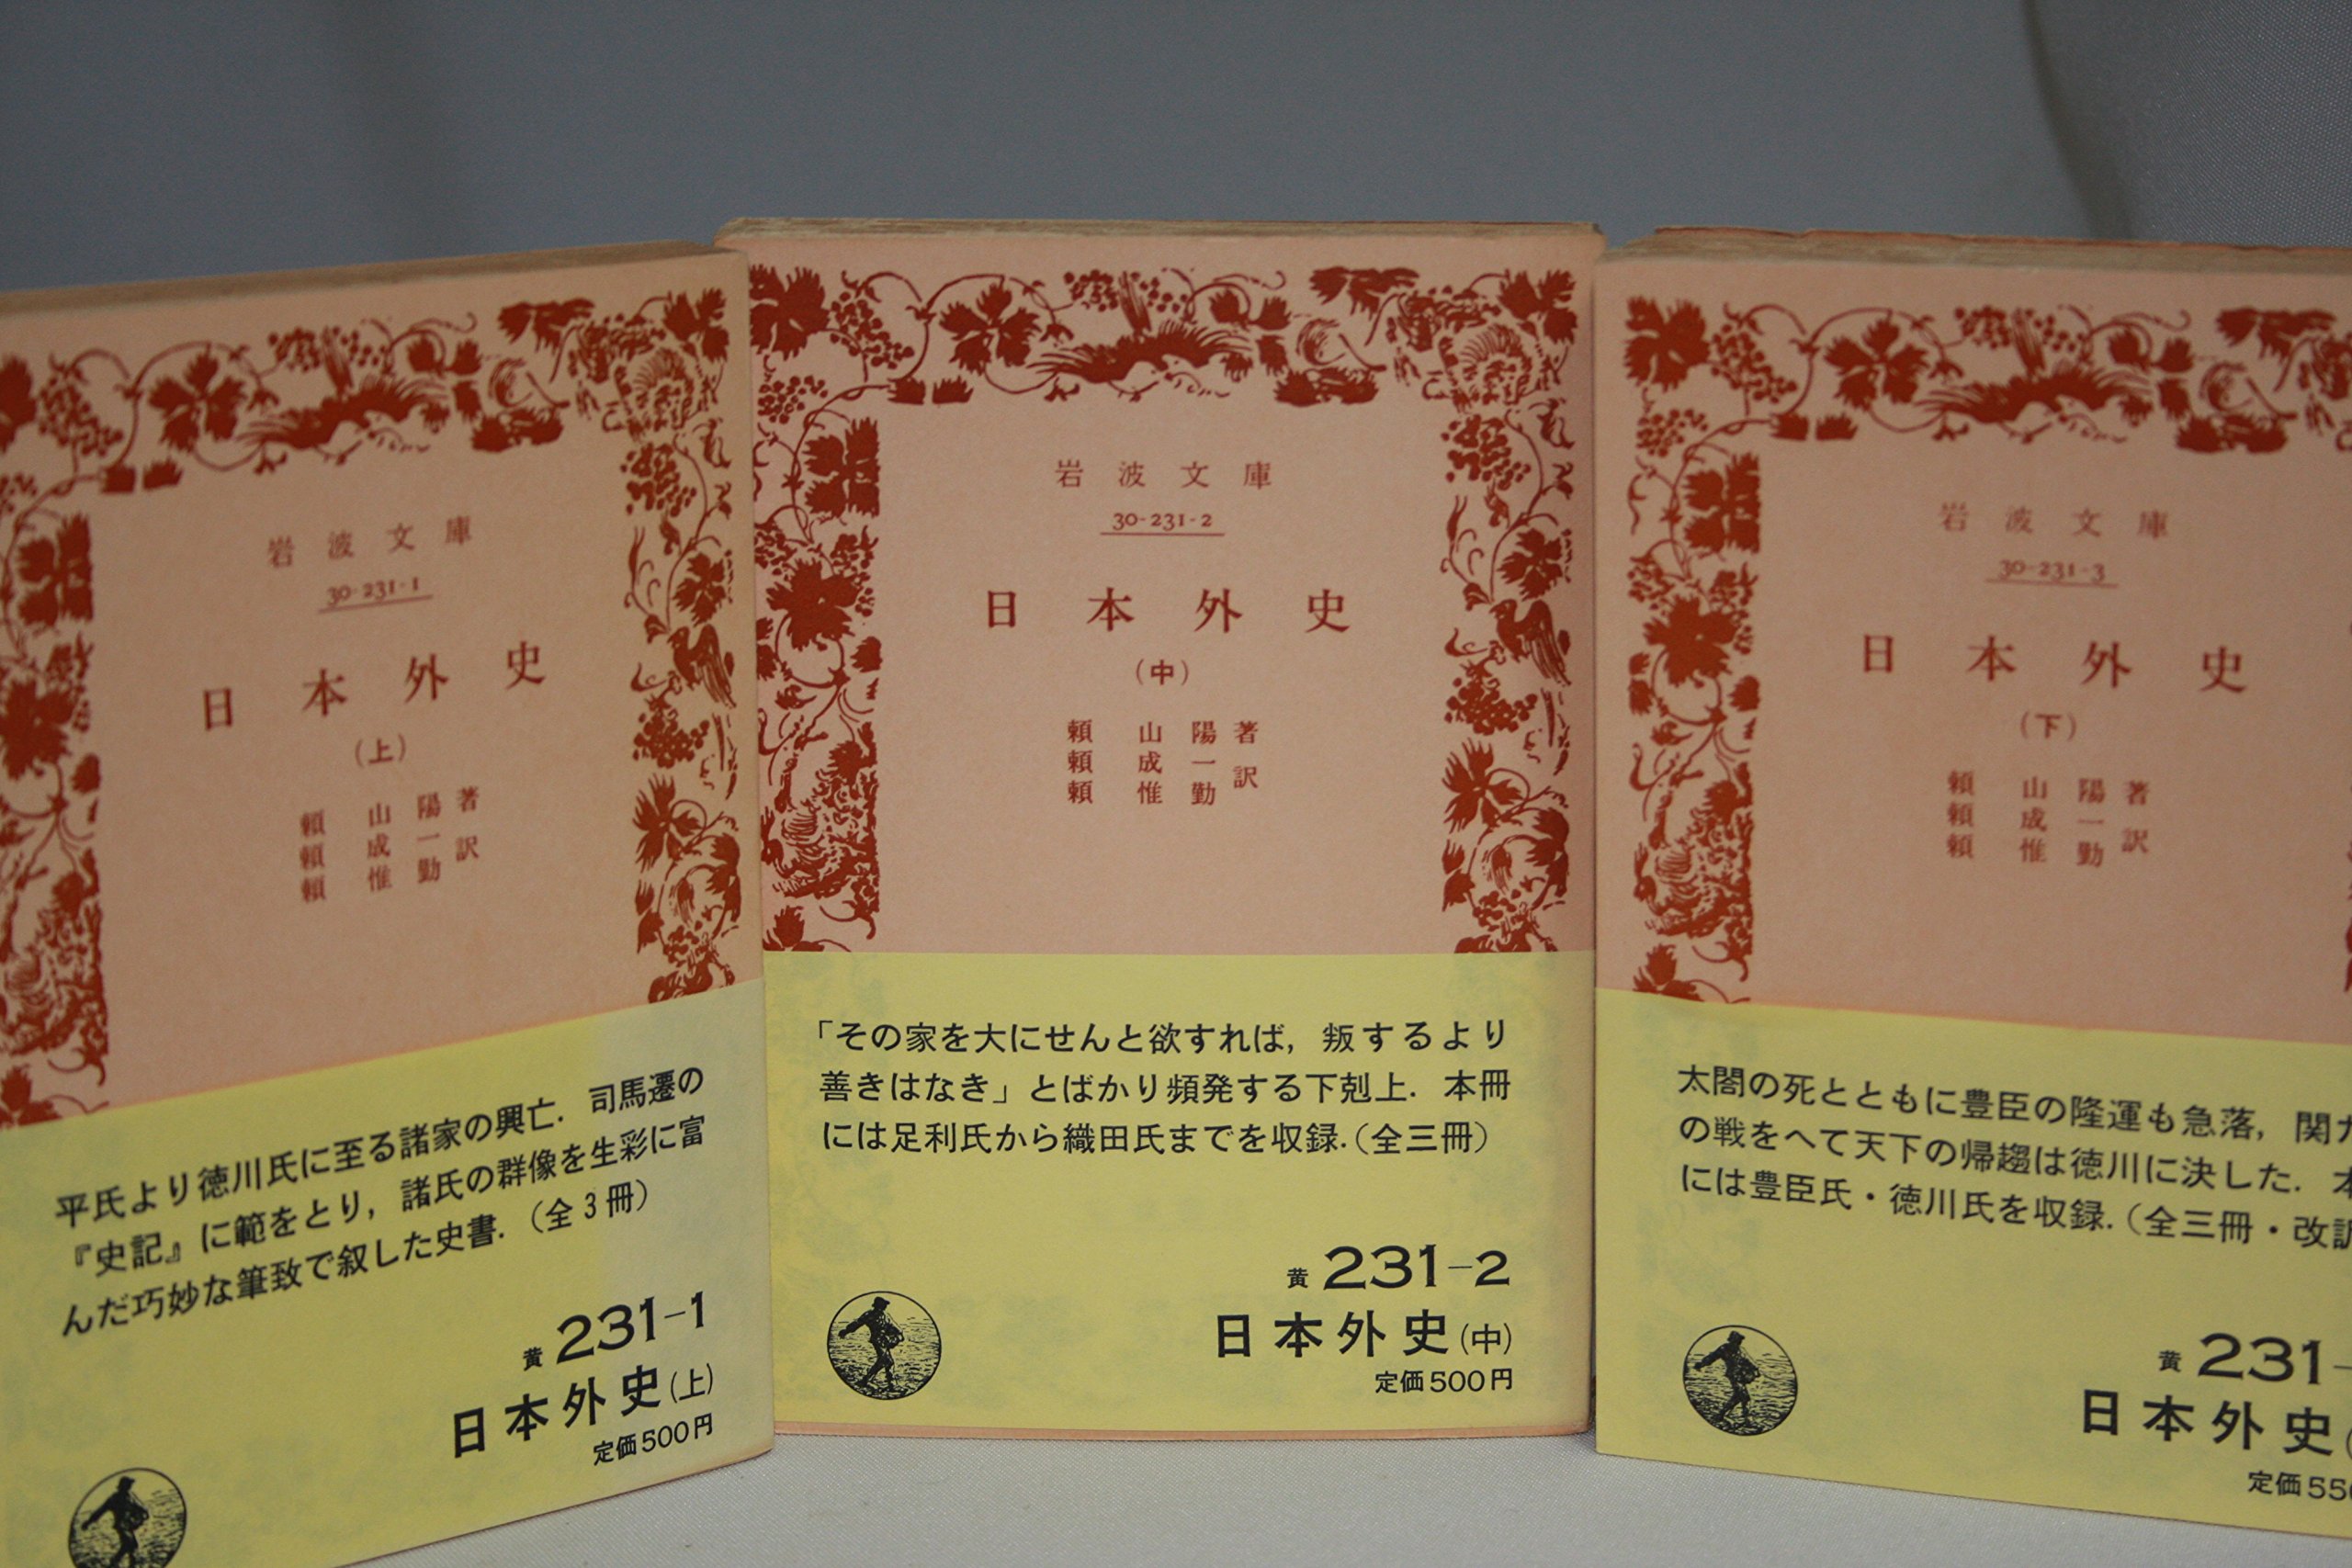 岩波文庫
30-231-1
日本外史
(上)
頼山陽著
頼成一
頼惟勤訳
平氏より徳川氏に至る諸家の興亡．司馬遷の
『史記』に範をとり，諸氏の群像を生彩に富
んだ巧妙な筆致で叙した史書．（全3冊）
黄 231-1
日本外史(上)
定価500円
岩波文庫
30-231-2
日本外史
(中)
頼山陽著
頼成一
頼惟勤訳
「その家を大にせんと欲すれば，叛するより
善きはなき」とばかり頻発する下剋上．本冊
には足利氏から織田氏までを収録．（全三冊）
黄 231-2
日本外史(中)
定価500円
岩波文庫
30-231-3
日本外史
(下)
頼山陽著
頼成一
頼惟勤訳
太閤の死とともに豊臣の隆運も急落，関
の戦をへて天下の帰趨は徳川に決した．
には豊臣氏・徳川氏を収録．（全三冊・改訳
黄 231-
日本外史(
定価55